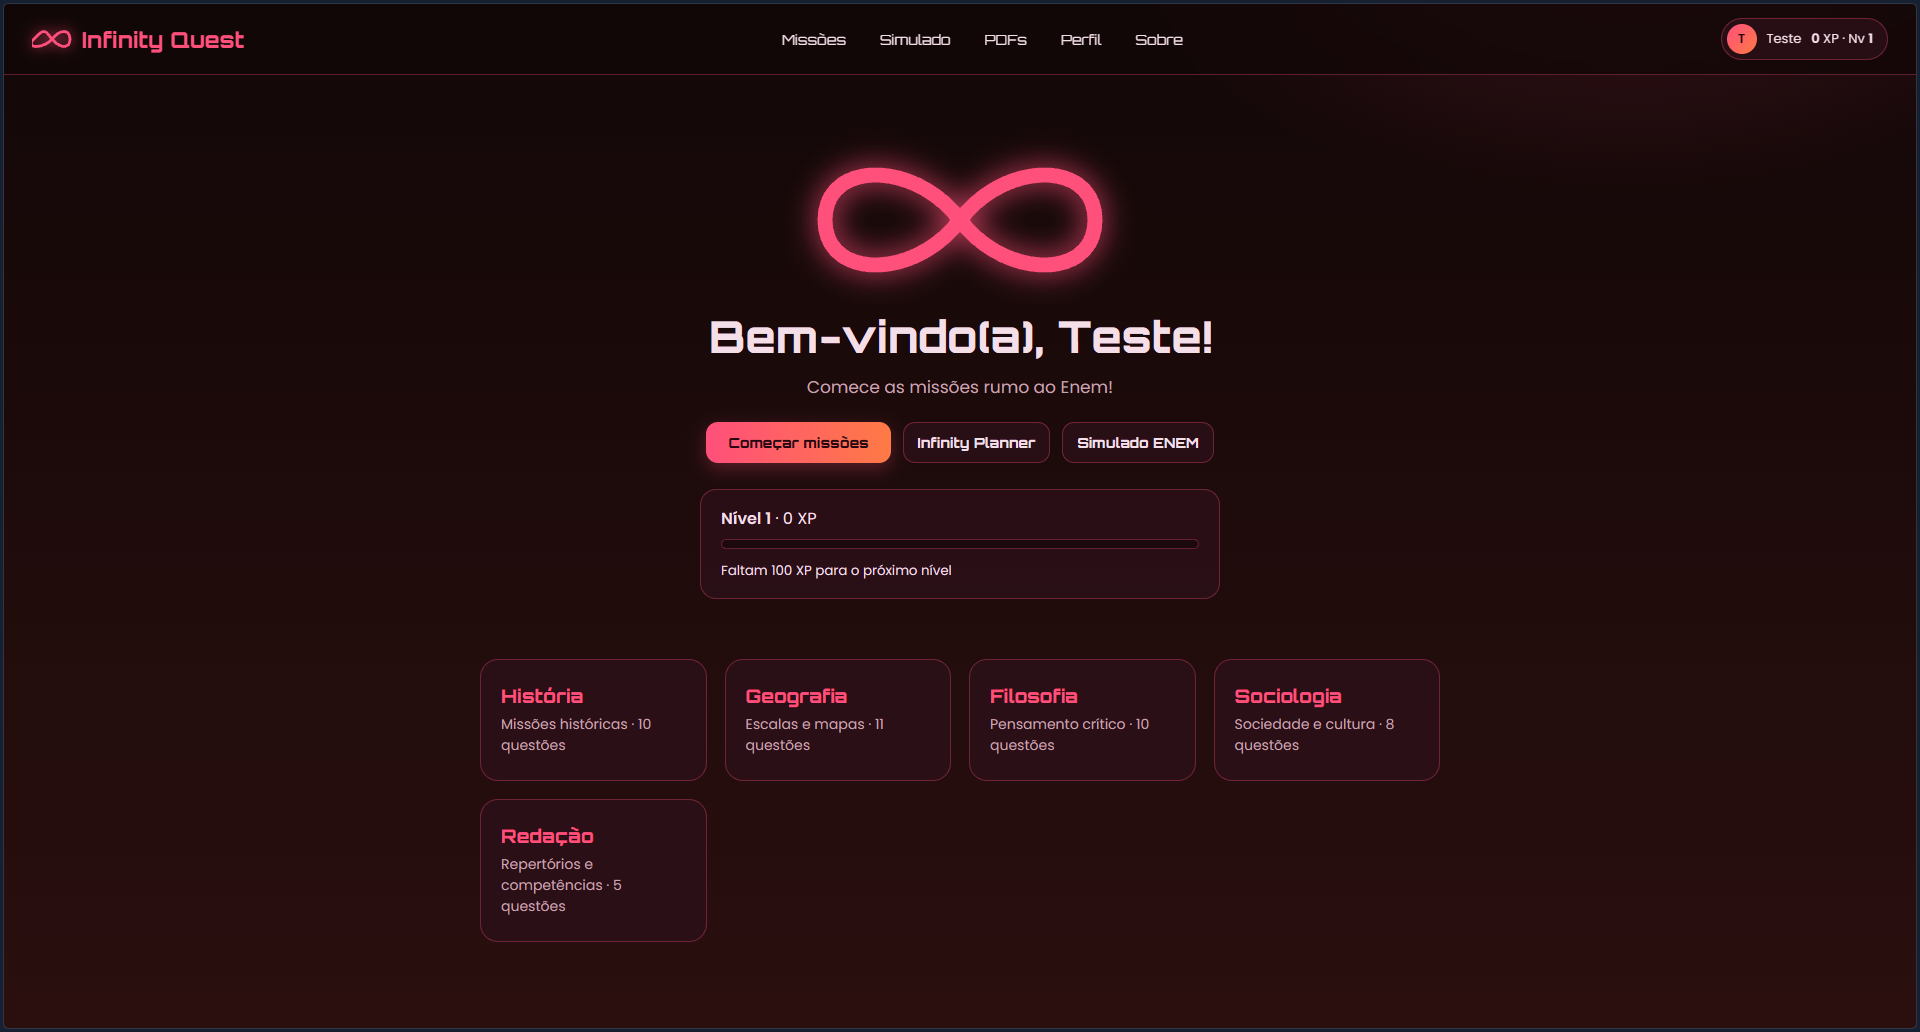 Infinity Quest
Missões
Simulado
PDFs
Perfil
Sobre
T
Teste 0 XP · Nv 1
Bem-vindo(a), Teste!
Comece as missões rumo ao Enem!
Começar missões
Infinity Planner
Simulado ENEM
Nível 1 · 0 XP
Faltam 100 XP para o próximo nível
História
Missões históricas · 10
questões
Geografia
Escalas e mapas · 11
questões
Filosofia
Pensamento crítico · 10
questões
Sociologia
Sociedade e cultura · 8
questões
Redação
Repertórios e
competências · 5
questões